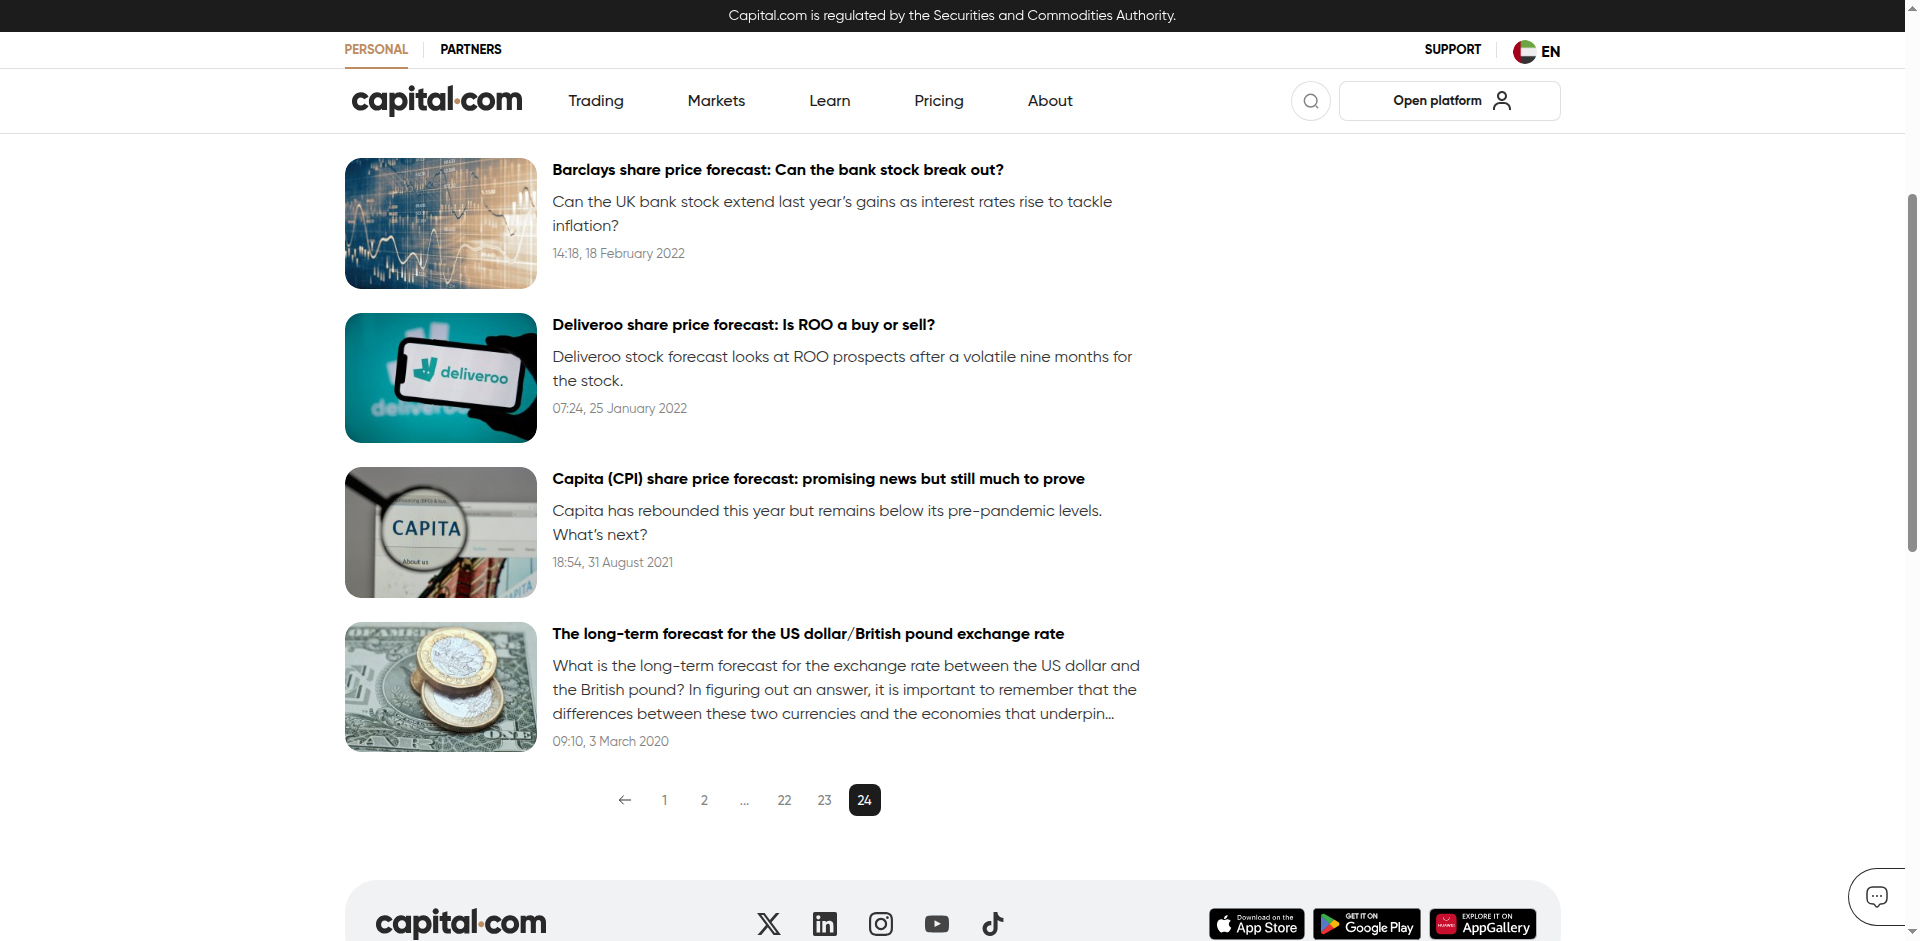 Capital.com is regulated by the Securities and Commodities Authority.
PERSONAL
PARTNERS
SUPPORT
EN
capital.com
Trading
Markets
Learn
Pricing
About
Open platform
Barclays share price forecast: Can the bank stock break out?
Can the UK bank stock extend last year’s gains as interest rates rise to tackle
inflation?
14:18, 18 February 2022
deliveroo
Deliveroo share price forecast: Is ROO a buy or sell?
Deliveroo stock forecast looks at ROO prospects after a volatile nine months for
the stock.
07:24, 25 January 2022
CAPITA
About us
Capita (CPI) share price forecast: promising news but still much to prove
Capita has rebounded this year but remains below its pre-pandemic levels.
What’s next?
18:54, 31 August 2021
The long-term forecast for the US dollar/British pound exchange rate
What is the long-term forecast for the exchange rate between the US dollar and
the British pound? In figuring out an answer, it is important to remember that the
differences between these two currencies and the economies that underpin...
09:10, 3 March 2020
← 1 2 ... 22 23 24
capital.com
Download on the
App Store
GET IT ON
Google Play
HUAWEI
EXPLORE IT ON
AppGallery